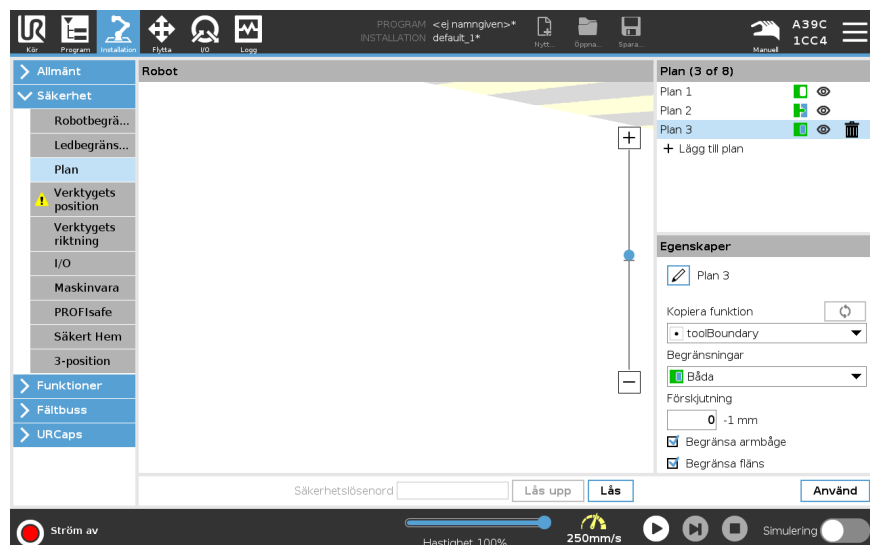 PROGRAM <ej namngiven>*
INSTALLATION default_1*
A39C
1CC4
Kör
Program
Installation
Flytta
I/O
Logg
Nytt...
Öppna...
Spara...
Manuell
Allmänt
Säkerhet
Robotbegrä...
Ledbegräns...
Plan
Verktygets
position
Verktygets
riktning
I/O
Maskinvara
PROFIsafe
Säkert Hem
3-position
Funktioner
Fältbuss
URCaps
Robot
+
−
Plan (3 of 8)
Plan 1
Plan 2
Plan 3
+ Lägg till plan
Egenskaper
Plan 3
Kopiera funktion
toolBoundary
Begränsningar
Båda
Förskjutning
0 -1 mm
Begränsa armbåge
Begränsa fläns
Säkerhetslösenord
Lås upp
Lås
Använd
Ström av
Hastighet 100%
250mm/s
Simulering